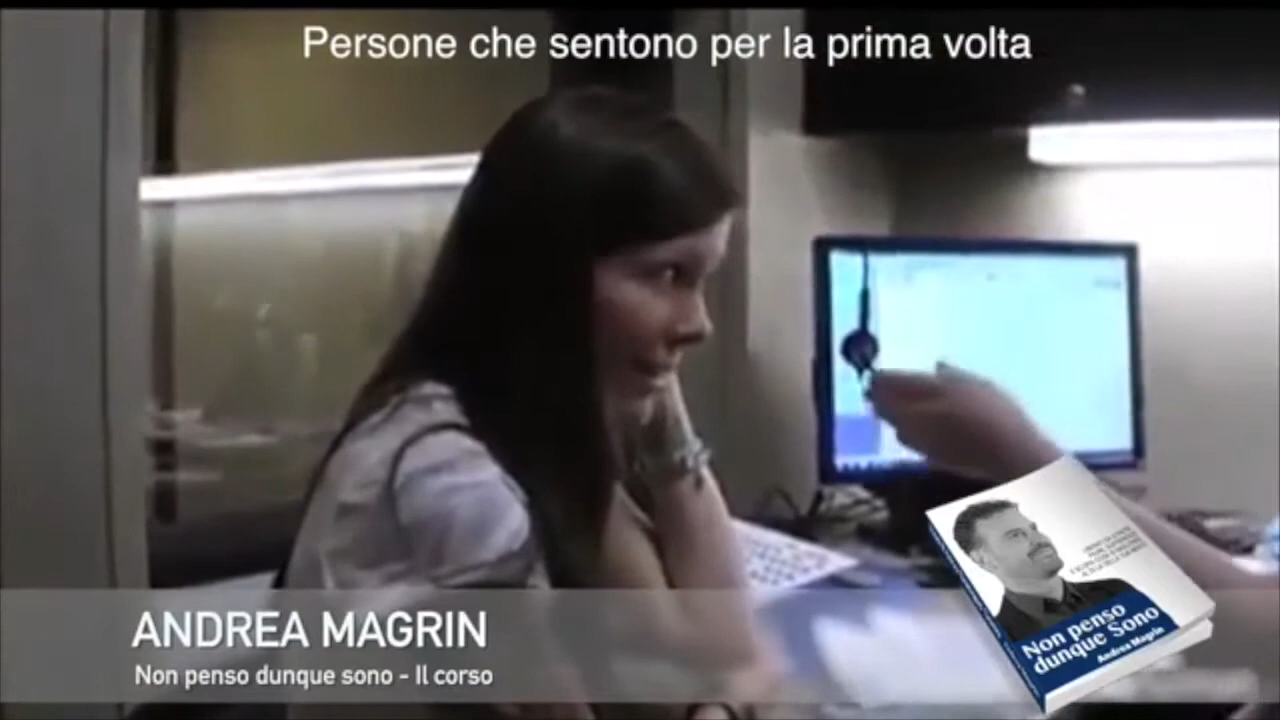 Persone che sentono per la prima volta
ANDREA MAGRIN
Non penso dunque sono - Il corso
Non penso
dunque Sono
Andrea Magrin